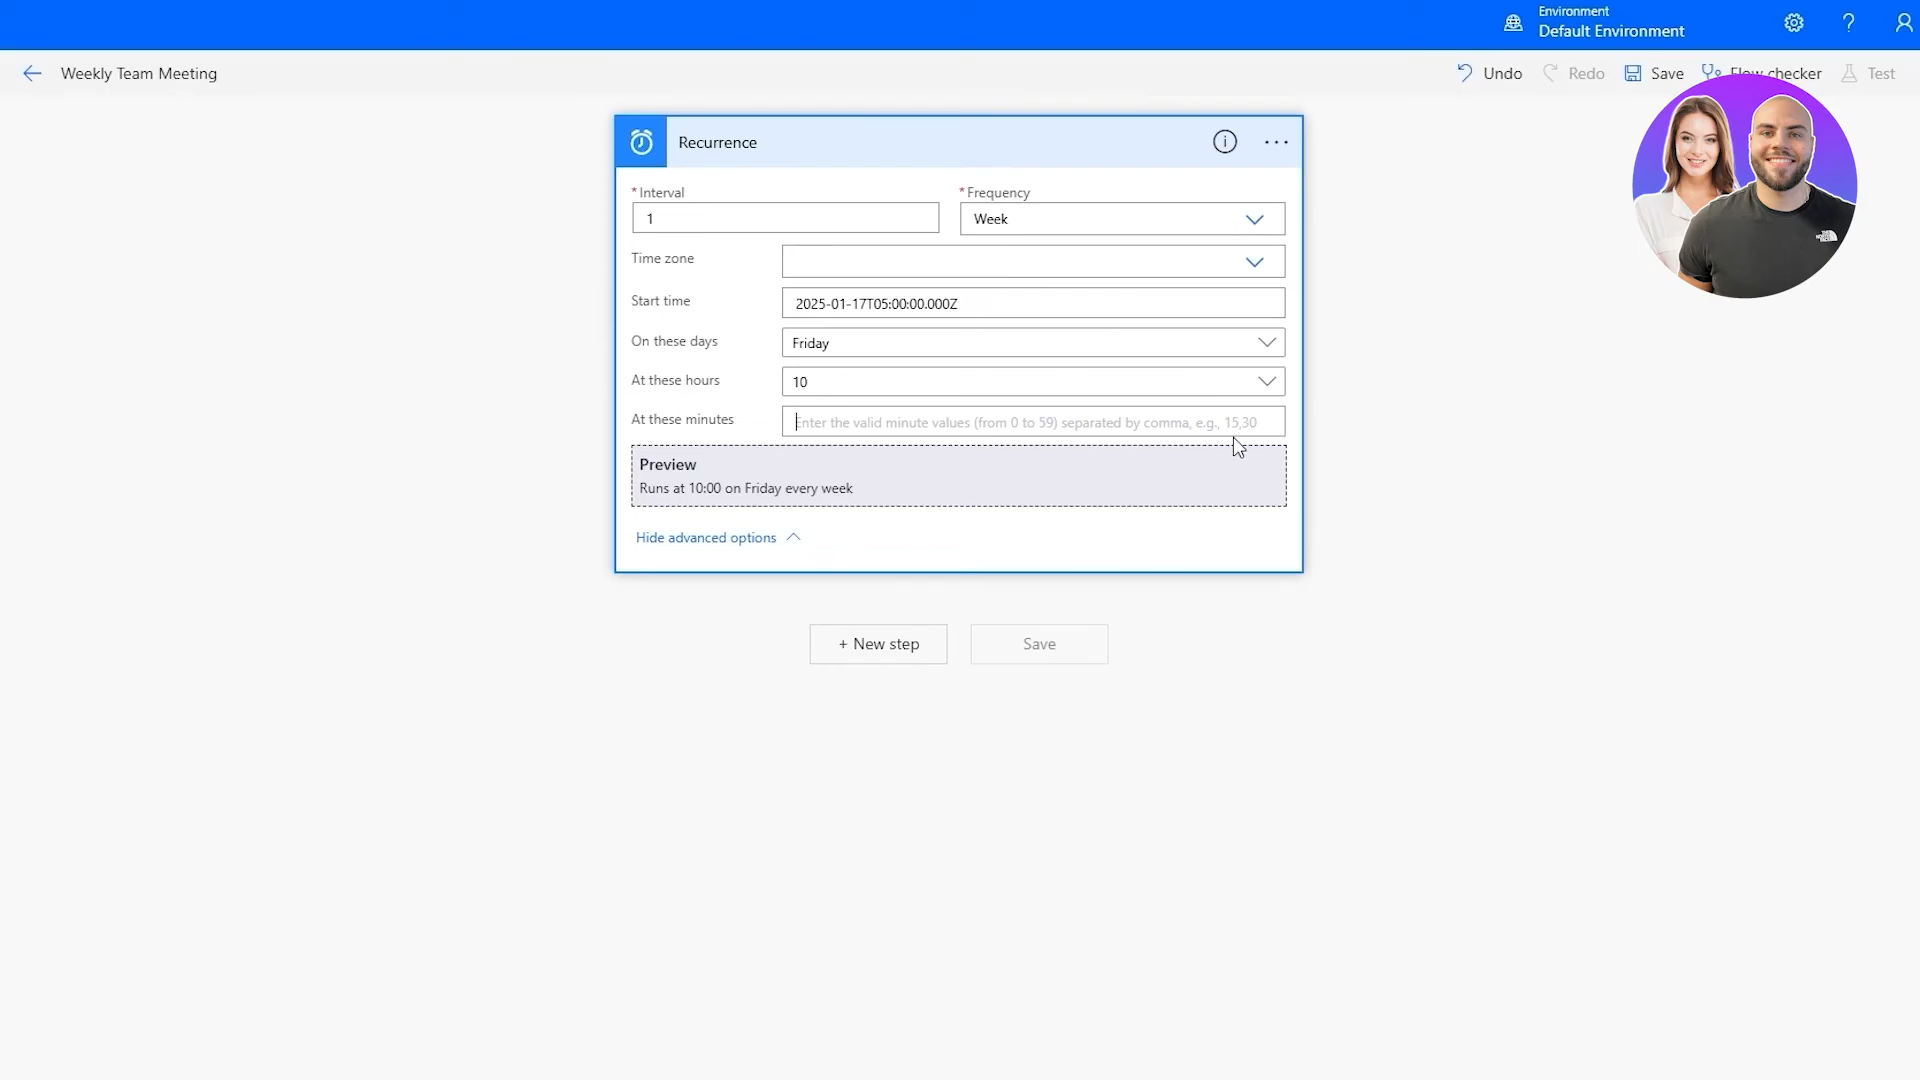 Environment
Default Environment
Weekly Team Meeting
Undo
Redo
Save
Flow checker
Test
Recurrence
* Interval
* Frequency
1
Week
Time zone
Start time
2025-01-17T05:00:00.000Z
On these days
Friday
At these hours
10
At these minutes
Enter the valid minute values (from 0 to 59) separated by comma, e.g., 15,30
Preview
Runs at 10:00 on Friday every week
Hide advanced options
+ New step
Save